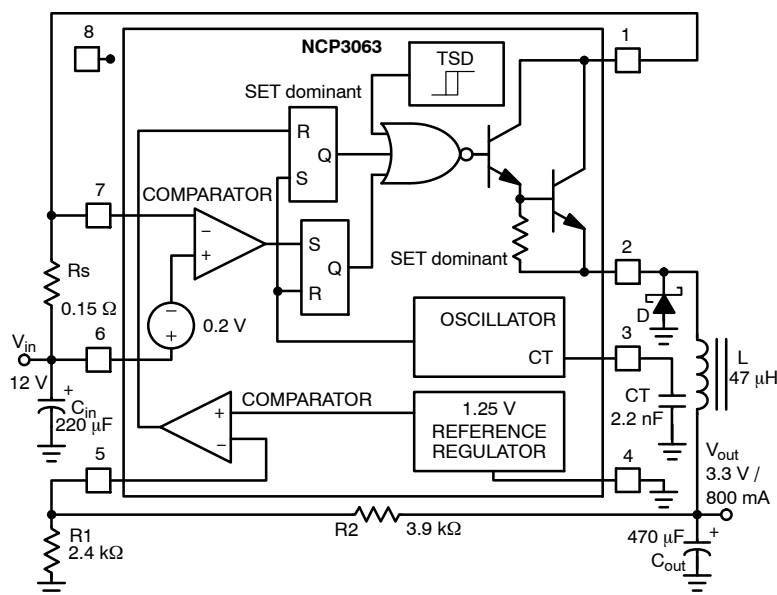 8
NCP3063
1
TSD
SET dominant
R
Q
S
7
COMPARATOR
−
+
S
Q
R
SET dominant
2
Rs
0.15 Ω
6
−
+
0.2 V
D
OSCILLATOR
CT
3
L
47 μH
Vin
12 V
+
Cin
220 μF
CT
2.2 nF
COMPARATOR
+
−
1.25 V
REFERENCE
REGULATOR
5
4
Vout
3.3 V /
800 mA
R1
2.4 kΩ
R2
3.9 kΩ
470 μF
+
Cout